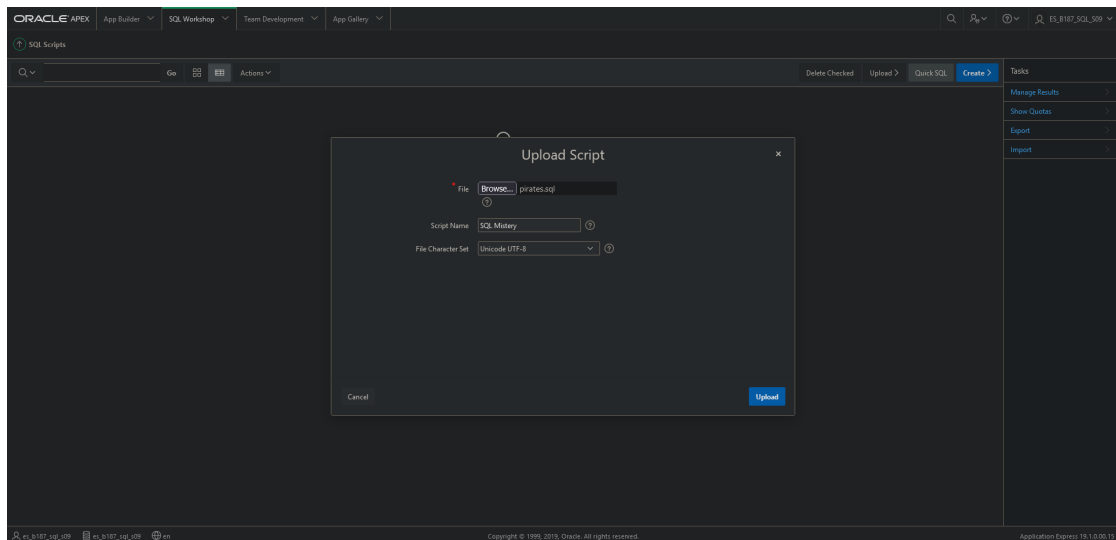 ORACLE APEX App Builder SQL Workshop Team Development App Gallery ES_B187_SQL_S09
SQL Scripts
Go Actions Delete Checked Upload > Quick SQL Create > Tasks
Manage Results
Show Quotas
Export
Import
Upload Script
* File Browse... pirates.sql
Script Name SQL Mistery
File Character Set Unicode UTF-8
Cancel Upload
es_b187_sql_s09 es_b187_sql_s09 en Copyright © 1999, 2019, Oracle. All rights reserved. Application Express 19.1.0.00.15